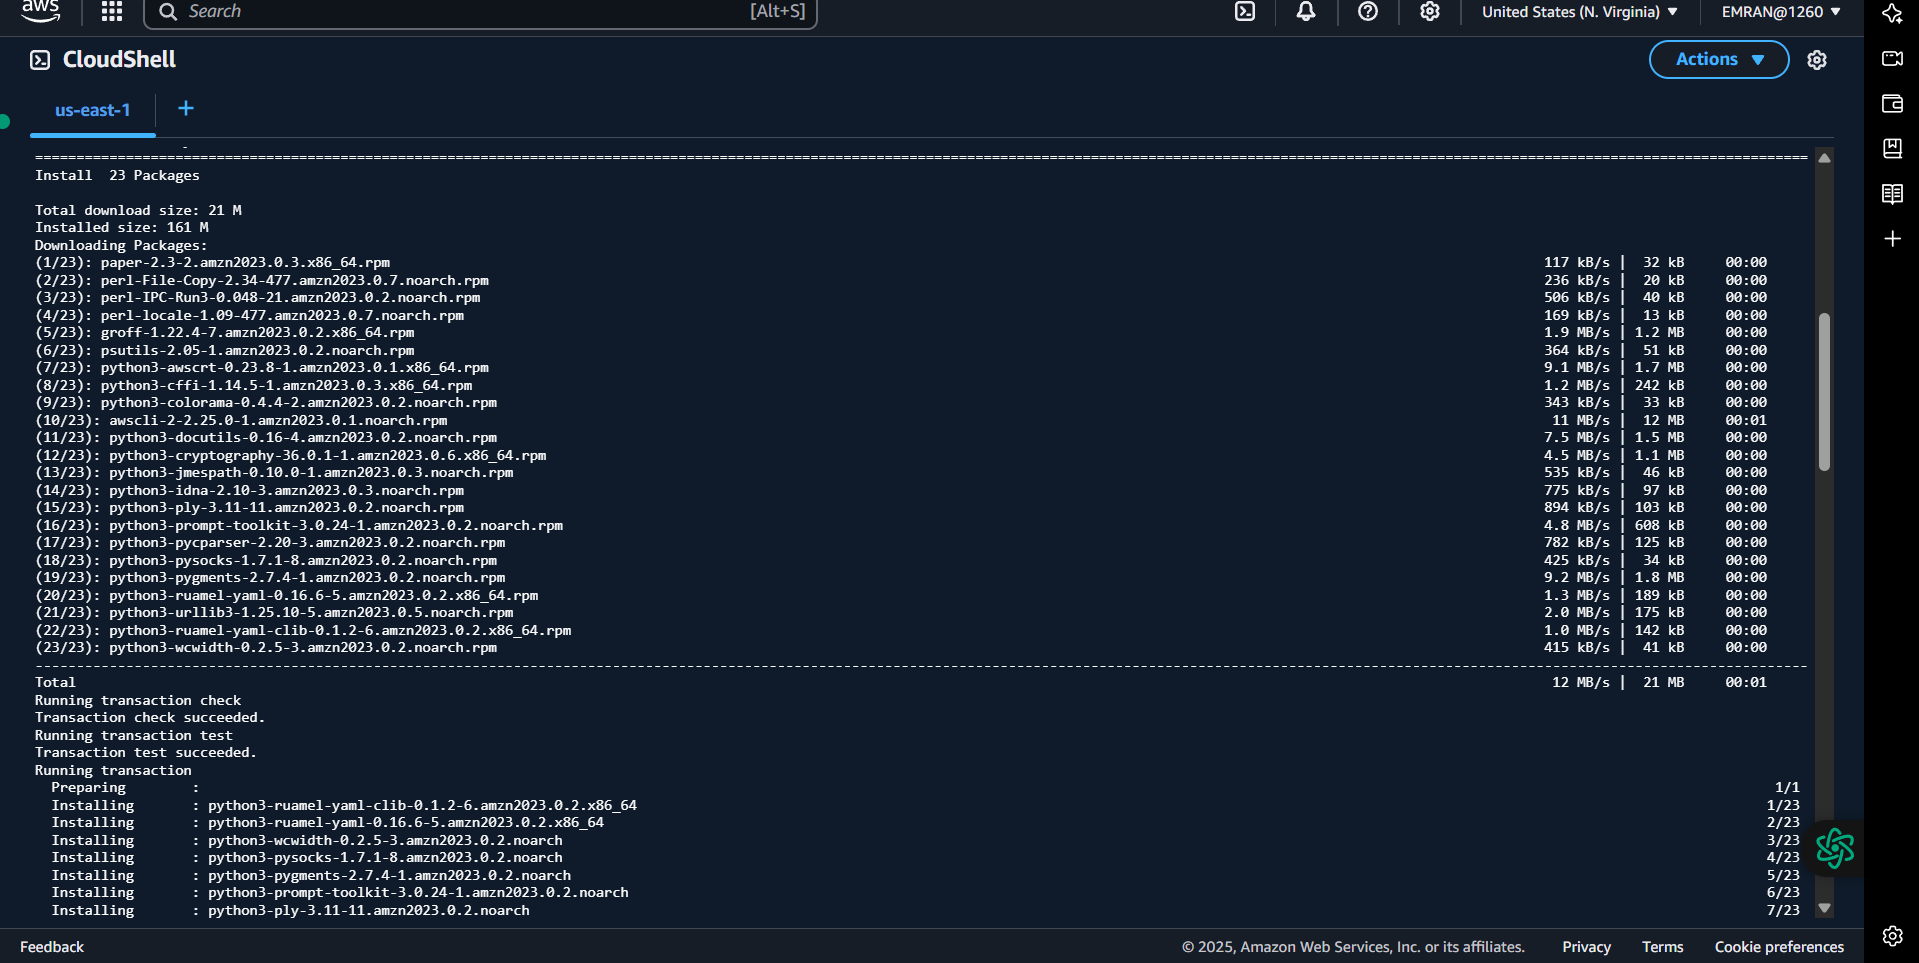 aws
Search [Alt+S]
United States (N. Virginia) ▼ EMRAN@1260 ▼
CloudShell
Actions ▼
us-east-1 +
================================================================================
Install  23 Packages
Total download size: 21 M
Installed size: 161 M
Downloading Packages:
(1/23): paper-2.3-2.amzn2023.0.3.x86_64.rpm 117 kB/s | 32 kB 00:00
(2/23): perl-File-Copy-2.34-477.amzn2023.0.7.noarch.rpm 236 kB/s | 20 kB 00:00
(3/23): perl-IPC-Run3-0.048-21.amzn2023.0.2.noarch.rpm 506 kB/s | 40 kB 00:00
(4/23): perl-locale-1.09-477.amzn2023.0.7.noarch.rpm 169 kB/s | 13 kB 00:00
(5/23): groff-1.22.4-7.amzn2023.0.2.x86_64.rpm 1.9 MB/s | 1.2 MB 00:00
(6/23): psutils-2.05-1.amzn2023.0.2.noarch.rpm 364 kB/s | 51 kB 00:00
(7/23): python3-awscrt-0.23.8-1.amzn2023.0.1.x86_64.rpm 9.1 MB/s | 1.7 MB 00:00
(8/23): python3-cffi-1.14.5-1.amzn2023.0.3.x86_64.rpm 1.2 MB/s | 242 kB 00:00
(9/23): python3-colorama-0.4.4-2.amzn2023.0.2.noarch.rpm 343 kB/s | 33 kB 00:00
(10/23): awscli-2-2.25.0-1.amzn2023.0.1.noarch.rpm 11 MB/s | 12 MB 00:01
(11/23): python3-docutils-0.16-4.amzn2023.0.2.noarch.rpm 7.5 MB/s | 1.5 MB 00:00
(12/23): python3-cryptography-36.0.1-1.amzn2023.0.6.x86_64.rpm 4.5 MB/s | 1.1 MB 00:00
(13/23): python3-jmespath-0.10.0-1.amzn2023.0.3.noarch.rpm 535 kB/s | 46 kB 00:00
(14/23): python3-idna-2.10-3.amzn2023.0.3.noarch.rpm 775 kB/s | 97 kB 00:00
(15/23): python3-ply-3.11-11.amzn2023.0.2.noarch.rpm 894 kB/s | 103 kB 00:00
(16/23): python3-prompt-toolkit-3.0.24-1.amzn2023.0.2.noarch.rpm 4.8 MB/s | 608 kB 00:00
(17/23): python3-pycparser-2.20-3.amzn2023.0.2.noarch.rpm 782 kB/s | 125 kB 00:00
(18/23): python3-pysocks-1.7.1-8.amzn2023.0.2.noarch.rpm 425 kB/s | 34 kB 00:00
(19/23): python3-pygments-2.7.4-1.amzn2023.0.2.noarch.rpm 9.2 MB/s | 1.8 MB 00:00
(20/23): python3-ruamel-yaml-0.16.6-5.amzn2023.0.2.x86_64.rpm 1.3 MB/s | 189 kB 00:00
(21/23): python3-urllib3-1.25.10-5.amzn2023.0.5.noarch.rpm 2.0 MB/s | 175 kB 00:00
(22/23): python3-ruamel-yaml-clib-0.1.2-6.amzn2023.0.2.x86_64.rpm 1.0 MB/s | 142 kB 00:00
(23/23): python3-wcwidth-0.2.5-3.amzn2023.0.2.noarch.rpm 415 kB/s | 41 kB 00:00
--------------------------------------------------------------------------------
Total 12 MB/s | 21 MB 00:01
Running transaction check
Transaction check succeeded.
Running transaction test
Transaction test succeeded.
Running transaction
Preparing : 1/1
Installing : python3-ruamel-yaml-clib-0.1.2-6.amzn2023.0.2.x86_64 1/23
Installing : python3-ruamel-yaml-0.16.6-5.amzn2023.0.2.x86_64 2/23
Installing : python3-wcwidth-0.2.5-3.amzn2023.0.2.noarch 3/23
Installing : python3-pysocks-1.7.1-8.amzn2023.0.2.noarch 4/23
Installing : python3-pygments-2.7.4-1.amzn2023.0.2.noarch 5/23
Installing : python3-prompt-toolkit-3.0.24-1.amzn2023.0.2.noarch 6/23
Installing : python3-ply-3.11-11.amzn2023.0.2.noarch 7/23
Feedback © 2025, Amazon Web Services, Inc. or its affiliates. Privacy Terms Cookie preferences